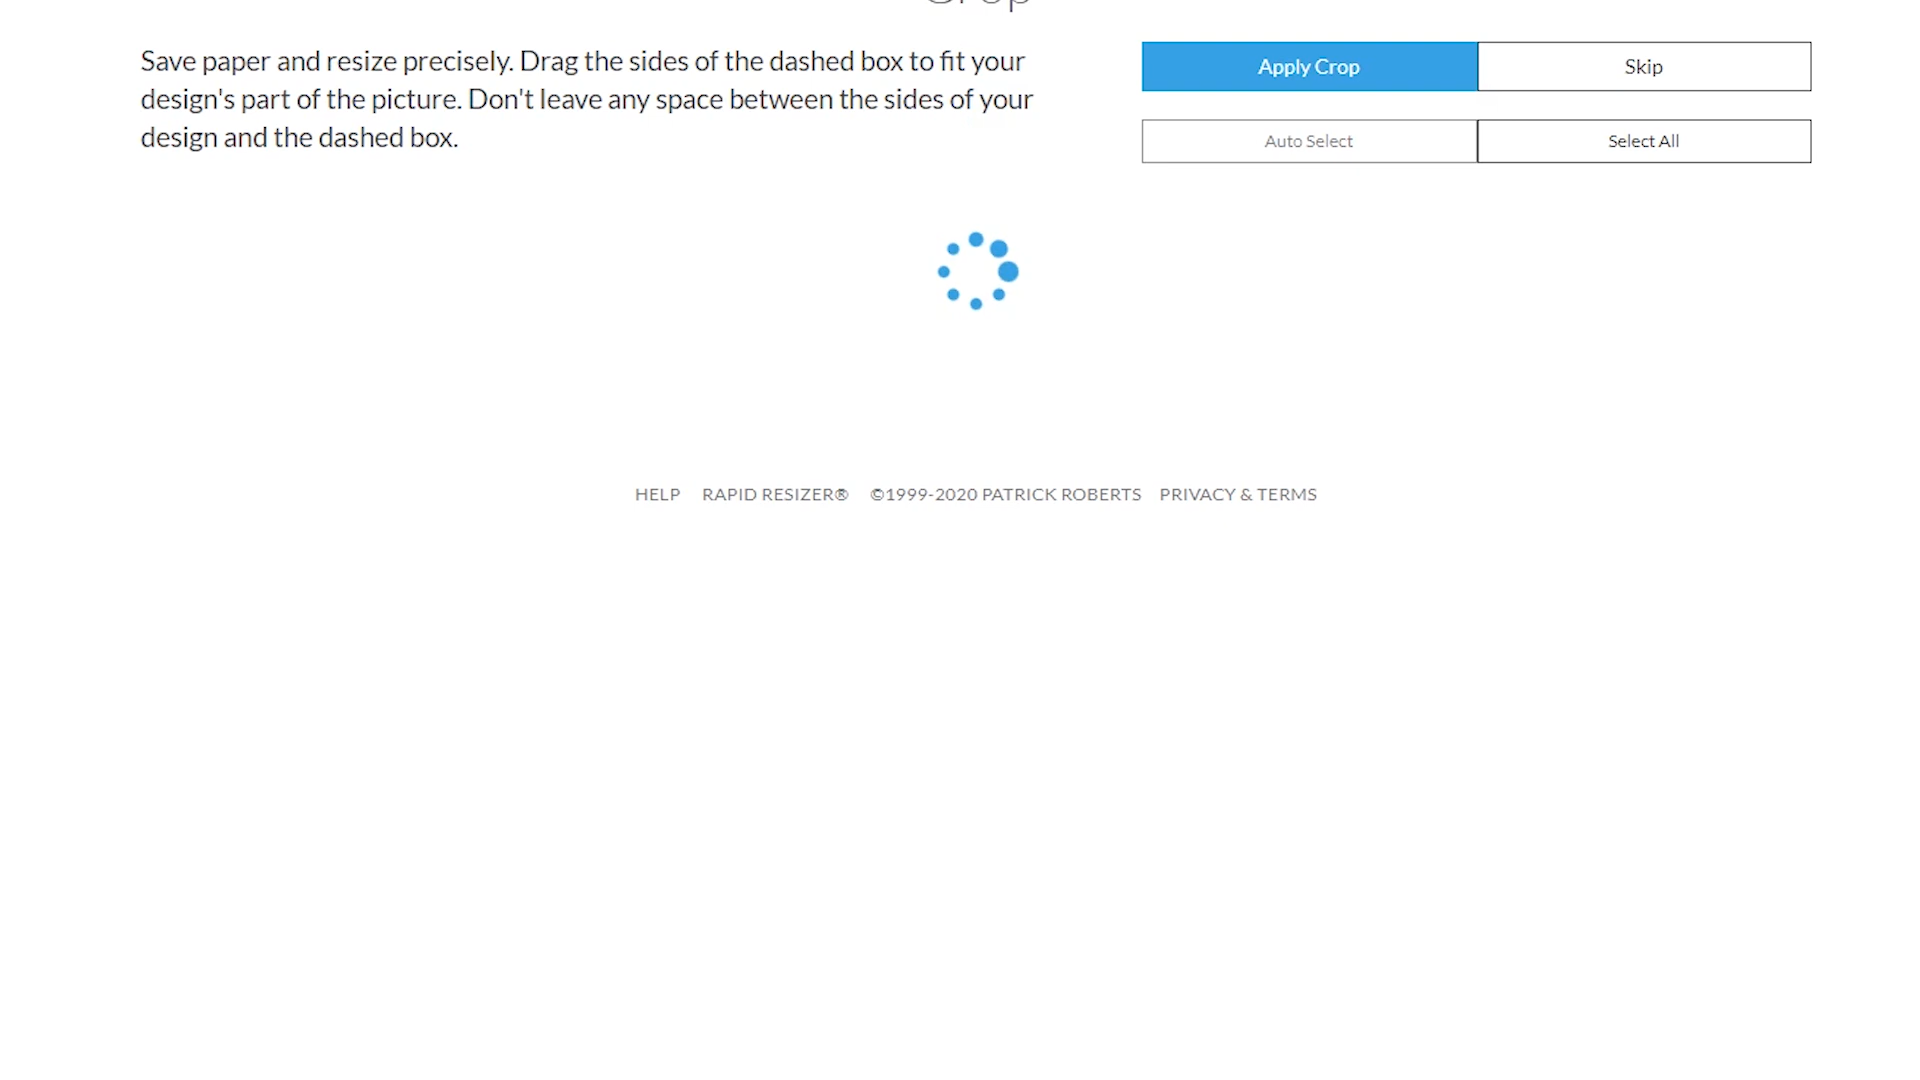 Crop
Save paper and resize precisely. Drag the sides of the dashed box to fit your
design's part of the picture. Don't leave any space between the sides of your
design and the dashed box.
Apply Crop
Skip
Auto Select
Select All
HELP RAPID RESIZER® ©1999-2020 PATRICK ROBERTS PRIVACY & TERMS